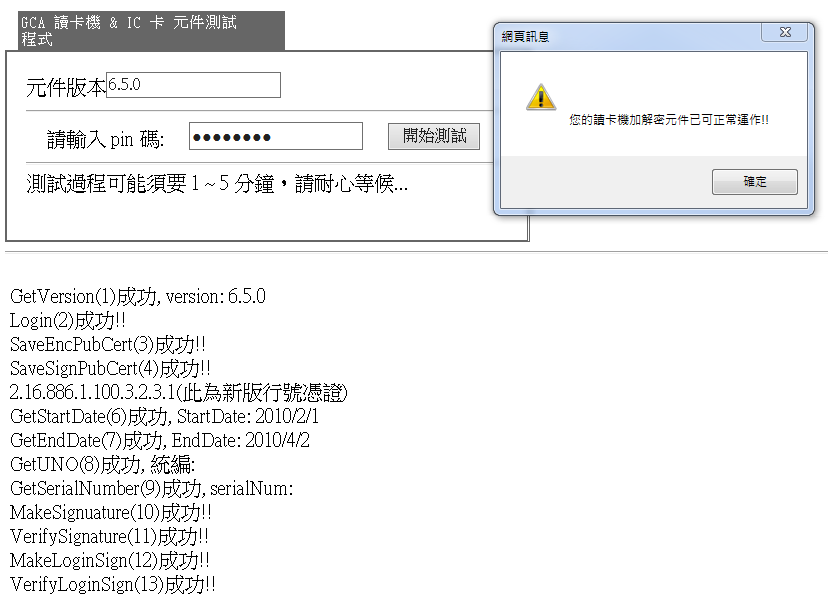 GCA 讀卡機 & IC 卡 元件測試
程式
元件版本6.5.0
請輸入 pin 碼: ●●●●●●●● 開始測試
測試過程可能須要 1 ~ 5 分鐘，請耐心等候...
網頁訊息
您的讀卡機加解密元件已可正常運作!!
確定
GetVersion(1)成功, version: 6.5.0
Login(2)成功!!
SaveEncPubCert(3)成功!!
SaveSignPubCert(4)成功!!
2.16.886.1.100.3.2.3.1(此為新版行號憑證)
GetStartDate(6)成功, StartDate: 2010/2/1
GetEndDate(7)成功, EndDate: 2010/4/2
GetUNO(8)成功, 統編:
GetSerialNumber(9)成功, serialNum:
MakeSignuature(10)成功!!
VerifySignature(11)成功!!
MakeLoginSign(12)成功!!
VerifyLoginSign(13)成功!!